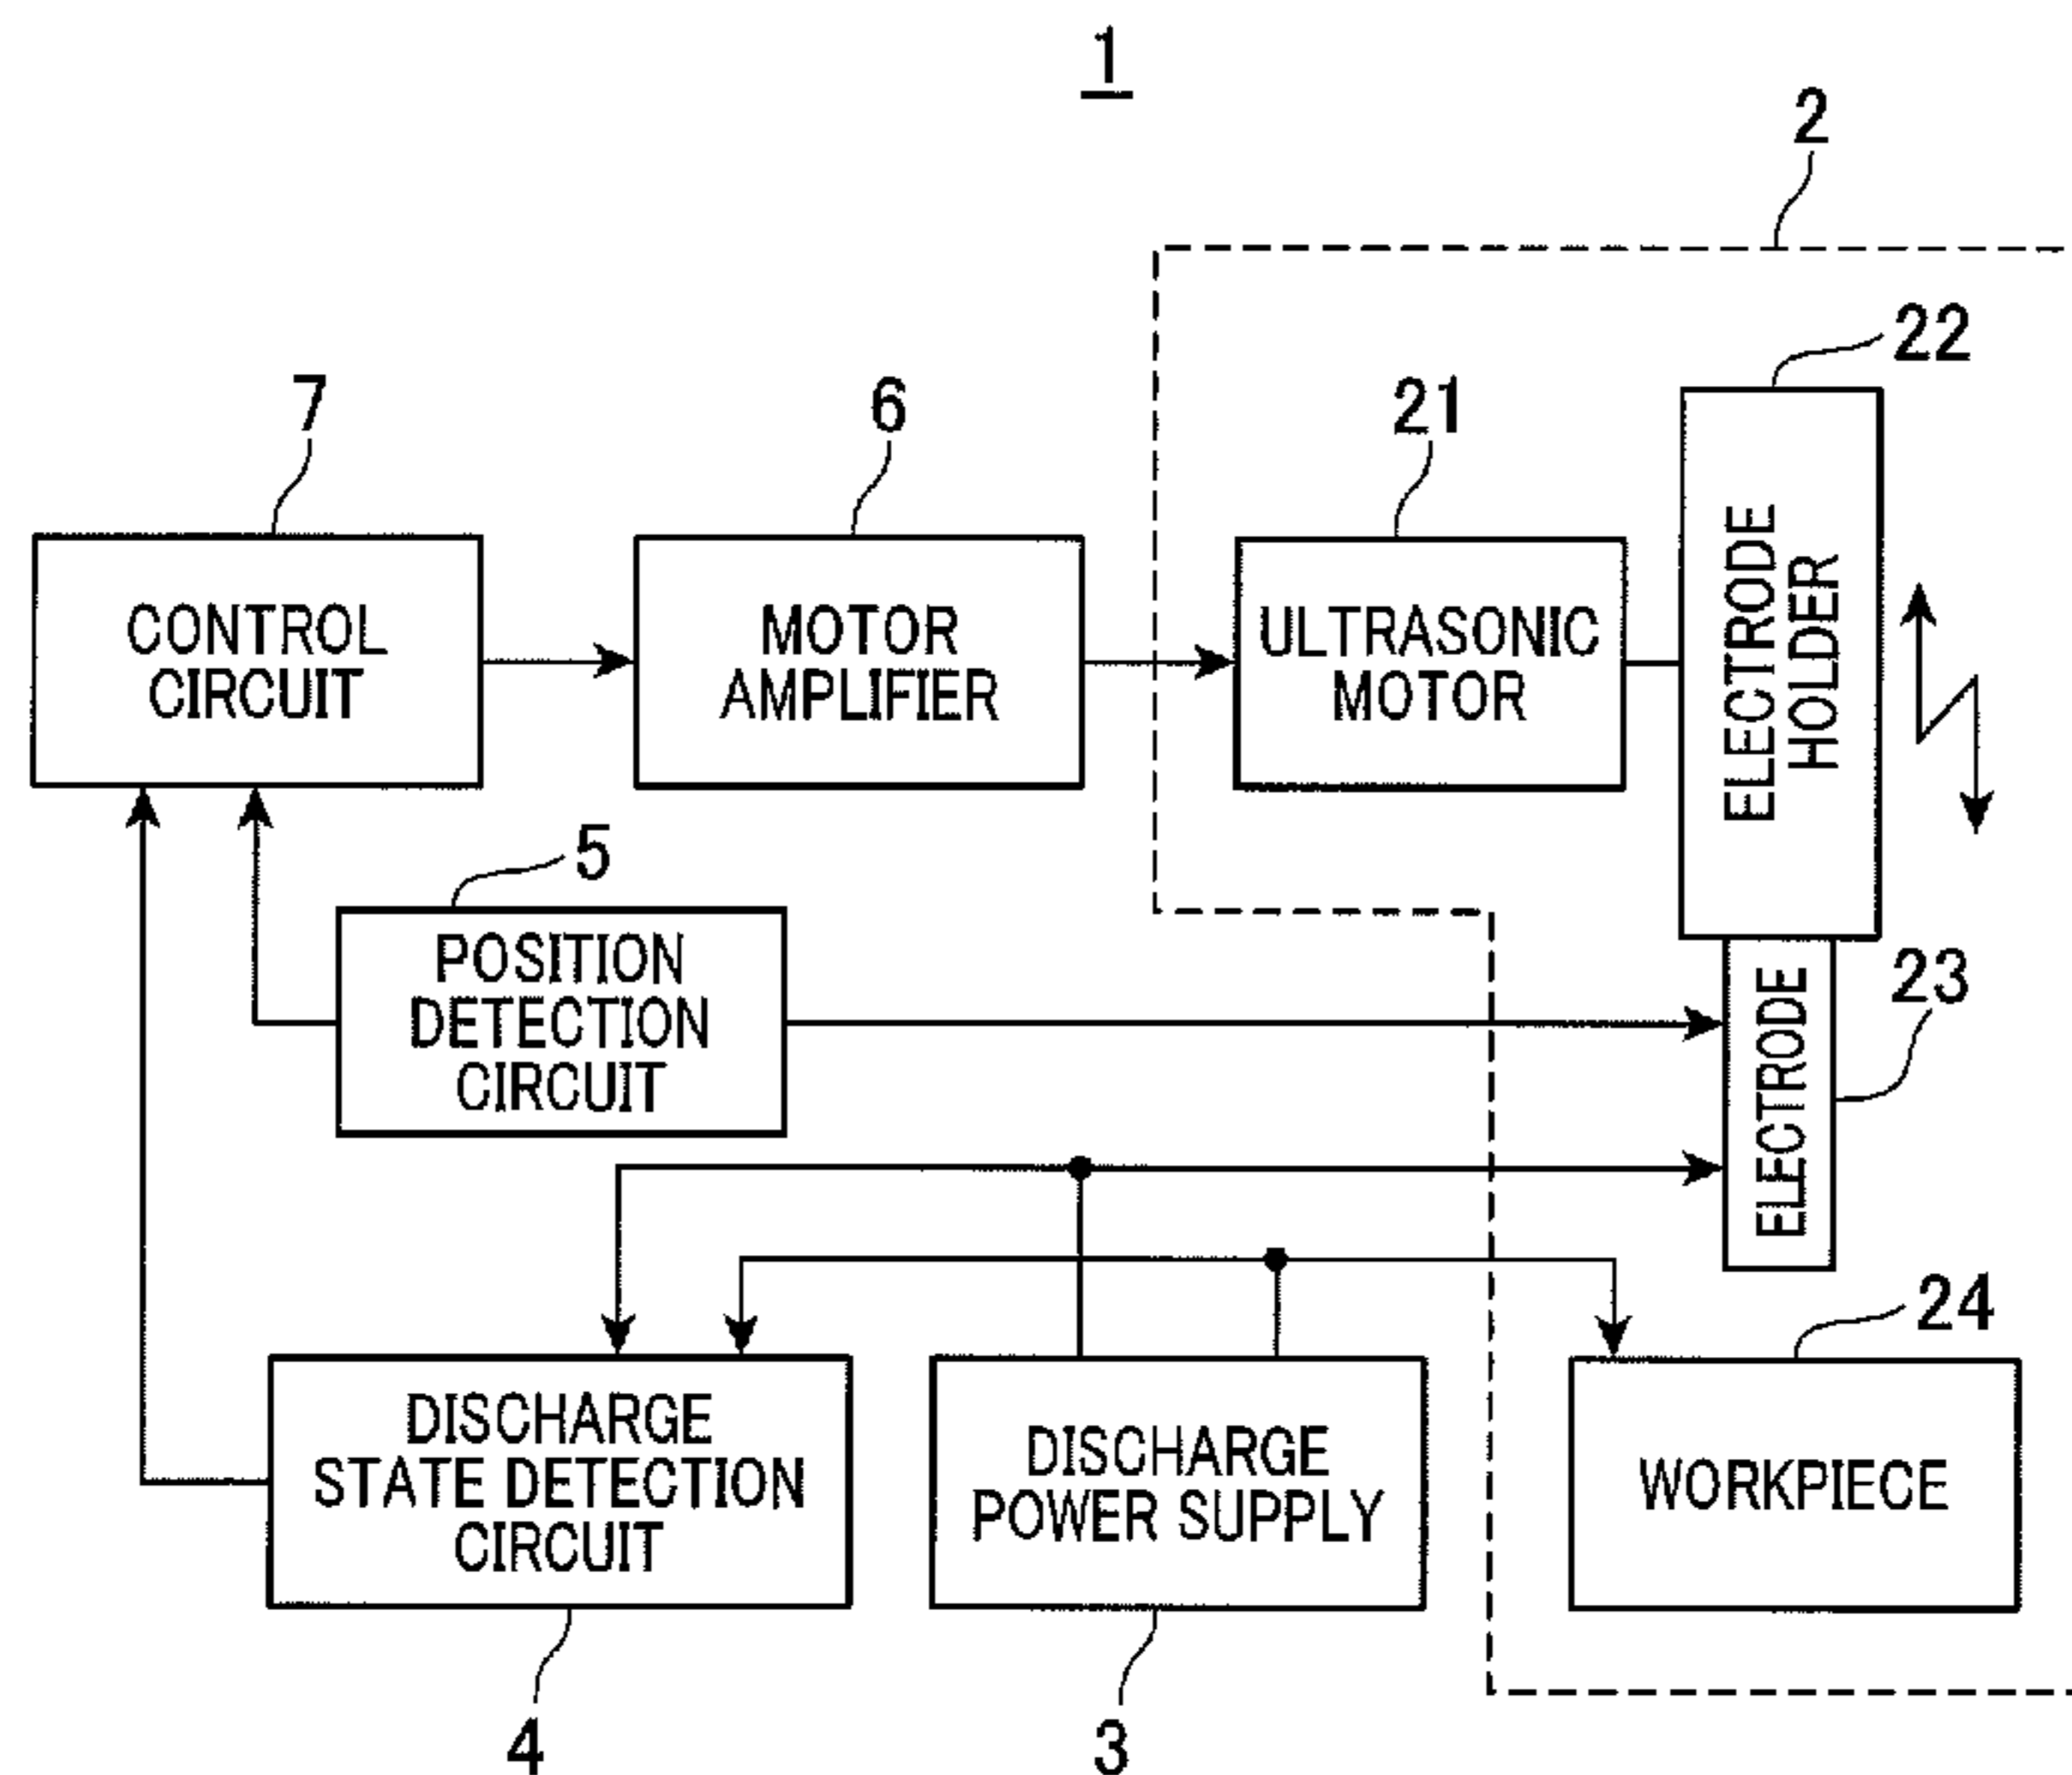 1
2
22
7
6
21
CONTROL
CIRCUIT
MOTOR
AMPLIFIER
ULTRASONIC
MOTOR
ELECTRODE
HOLDER
5
POSITION
DETECTION
CIRCUIT
ELECTRODE
23
24
DISCHARGE
STATE DETECTION
CIRCUIT
DISCHARGE
POWER SUPPLY
WORKPIECE
4
3